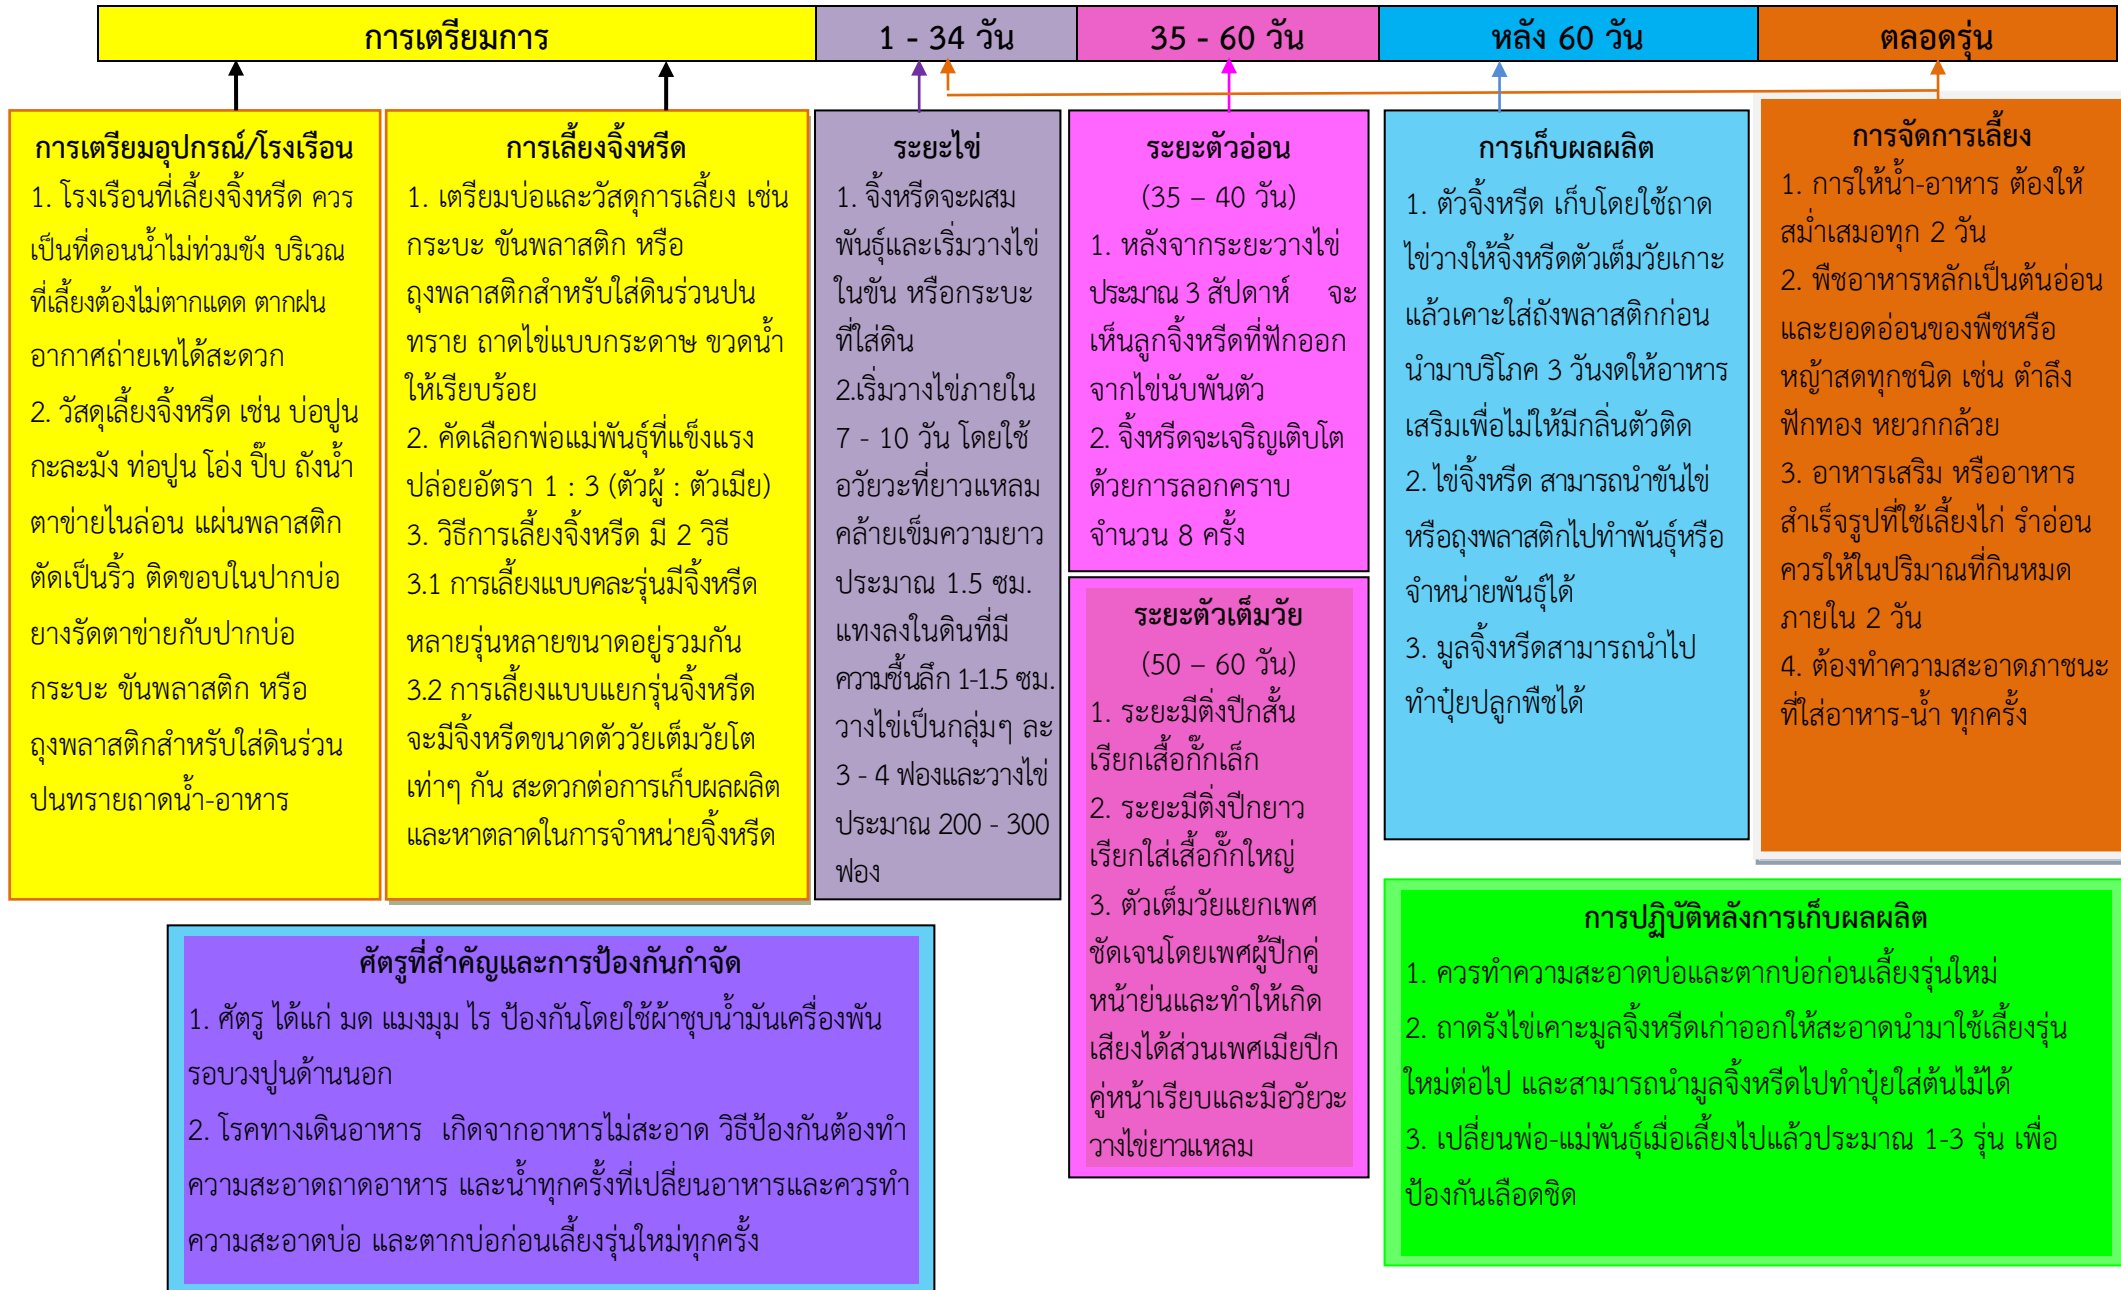 การเตรียมการ
1 - 34 วัน
35 - 60 วัน
หลัง 60 วัน
ตลอดรุ่น
การเตรียมอุปกรณ์/โรงเรือน
1. โรงเรือนที่เลี้ยงจิ้งหรีด ควร
เป็นที่ดอนน้ำไม่ท่วมขัง บริเวณ
ที่เลี้ยงต้องไม่ตากแดด ตากฝน
อากาศถ่ายเทได้สะดวก
2. วัสดุเลี้ยงจิ้งหรีด เช่น บ่อปูน
กะละมัง ท่อปูน โอ่ง ปี๊บ ถังน้ำ
ตาข่ายไนล่อน แผ่นพลาสติก
ตัดเป็นริ้ว ติดขอบในปากบ่อ
ยางรัดตาข่ายกับปากบ่อ
กระบะ ขันพลาสติก หรือ
ถุงพลาสติกสำหรับใส่ดินร่วน
ปนทรายถาดน้ำ-อาหาร
การเลี้ยงจิ้งหรีด
1. เตรียมบ่อและวัสดุการเลี้ยง เช่น
กระบะ ขันพลาสติก หรือ
ถุงพลาสติกสำหรับใส่ดินร่วนปน
ทราย ถาดไข่แบบกระดาษ ขวดน้ำ
ให้เรียบร้อย
2. คัดเลือกพ่อแม่พันธุ์ที่แข็งแรง
ปล่อยอัตรา 1 : 3 (ตัวผู้ : ตัวเมีย)
3. วิธีการเลี้ยงจิ้งหรีด มี 2 วิธี
3.1 การเลี้ยงแบบคละรุ่นมีจิ้งหรีด
หลายรุ่นหลายขนาดอยู่รวมกัน
3.2 การเลี้ยงแบบแยกรุ่นจิ้งหรีด
จะมีจิ้งหรีดขนาดตัววัยเต็มวัยโต
เท่าๆ กัน สะดวกต่อการเก็บผลผลิต
และหาตลาดในการจำหน่ายจิ้งหรีด
ระยะไข่
1. จิ้งหรีดจะผสม
พันธุ์และเริ่มวางไข่
ในขัน หรือกระบะ
ที่ใส่ดิน
2.เริ่มวางไข่ภายใน
7 - 10 วัน โดยใช้
อวัยวะที่ยาวแหลม
คล้ายเข็มความยาว
ประมาณ 1.5 ซม.
แทงลงในดินที่มี
ความชื้นลึก 1-1.5 ซม.
วางไข่เป็นกลุ่มๆ ละ
3 - 4 ฟองและวางไข่
ประมาณ 200 - 300
ฟอง
ระยะตัวอ่อน
(35 – 40 วัน)
1. หลังจากระยะวางไข่
ประมาณ 3 สัปดาห์ จะ
เห็นลูกจิ้งหรีดที่ฟักออก
จากไข่นับพันตัว
2. จิ้งหรีดจะเจริญเติบโต
ด้วยการลอกคราบ
จำนวน 8 ครั้ง
ระยะตัวเต็มวัย
(50 – 60 วัน)
1. ระยะมีติ่งปีกสั้น
เรียกเสื้อกั๊กเล็ก
2. ระยะมีติ่งปีกยาว
เรียกใส่เสื้อกั๊กใหญ่
3. ตัวเต็มวัยแยกเพศ
ชัดเจนโดยเพศผู้ปีกคู่
หน้าย่นและทำให้เกิด
เสียงได้ส่วนเพศเมียปีก
คู่หน้าเรียบและมีอวัยวะ
วางไข่ยาวแหลม
การเก็บผลผลิต
1. ตัวจิ้งหรีด เก็บโดยใช้ถาด
ไข่วางให้จิ้งหรีดตัวเต็มวัยเกาะ
แล้วเคาะใส่ถังพลาสติกก่อน
นำมาบริโภค 3 วันงดให้อาหาร
เสริมเพื่อไม่ให้มีกลิ่นตัวติด
2. ไข่จิ้งหรีด สามารถนำขันไข่
หรือถุงพลาสติกไปทำพันธุ์หรือ
จำหน่ายพันธุ์ได้
3. มูลจิ้งหรีดสามารถนำไป
ทำปุ๋ยปลูกพืชได้
การจัดการเลี้ยง
1. การให้น้ำ-อาหาร ต้องให้
สม่ำเสมอทุก 2 วัน
2. พืชอาหารหลักเป็นต้นอ่อน
และยอดอ่อนของพืชหรือ
หญ้าสดทุกชนิด เช่น ตำลึง
ฟักทอง หยวกกล้วย
3. อาหารเสริม หรืออาหาร
สำเร็จรูปที่ใช้เลี้ยงไก่ รำอ่อน
ควรให้ในปริมาณที่กินหมด
ภายใน 2 วัน
4. ต้องทำความสะอาดภาชนะ
ที่ใส่อาหาร-น้ำ ทุกครั้ง
ศัตรูที่สำคัญและการป้องกันกำจัด
1. ศัตรู ได้แก่ มด แมงมุม ไร ป้องกันโดยใช้ผ้าชุบน้ำมันเครื่องพัน
รอบวงปูนด้านนอก
2. โรคทางเดินอาหาร เกิดจากอาหารไม่สะอาด วิธีป้องกันต้องทำ
ความสะอาดถาดอาหาร และน้ำทุกครั้งที่เปลี่ยนอาหารและควรทำ
ความสะอาดบ่อ และตากบ่อก่อนเลี้ยงรุ่นใหม่ทุกครั้ง
การปฏิบัติหลังการเก็บผลผลิต
1. ควรทำความสะอาดบ่อและตากบ่อก่อนเลี้ยงรุ่นใหม่
2. ถาดรังไข่เคาะมูลจิ้งหรีดเก่าออกให้สะอาดนำมาใช้เลี้ยงรุ่น
ใหม่ต่อไป และสามารถนำมูลจิ้งหรีดไปทำปุ๋ยใส่ต้นไม้ได้
3. เปลี่ยนพ่อ-แม่พันธุ์เมื่อเลี้ยงไปแล้วประมาณ 1-3 รุ่น เพื่อ
ป้องกันเลือดชิด